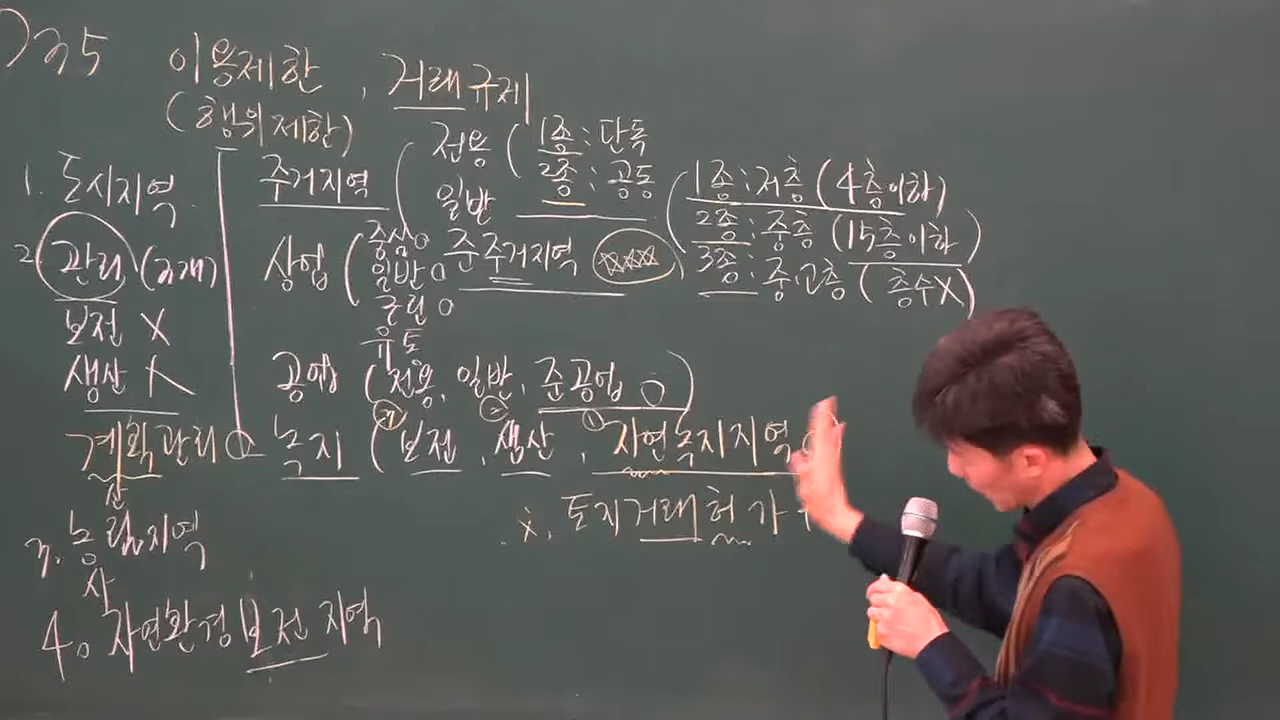 이용제한 , 거래규제
(행위제한)
1. 도시지역
2 관리 (3개)
보전 X
생산 X
계획관리 O
산
3. 농림지역
사
4. 자연환경보전지역
주거지역
전용 ( 1종 : 단독
2종 : 공동
일반
1종 : 저층 (4층이하)
2종 : 중층 (15층이하)
3종 : 중,고층 ( 층수X)
준주거지역
상업 ( 중심 O
일반 O
근린 O
유통
공업 (전용, 일반, 준공업 O )
녹지 (보전, 생산, 자연녹지지역
※. 토지거래허가